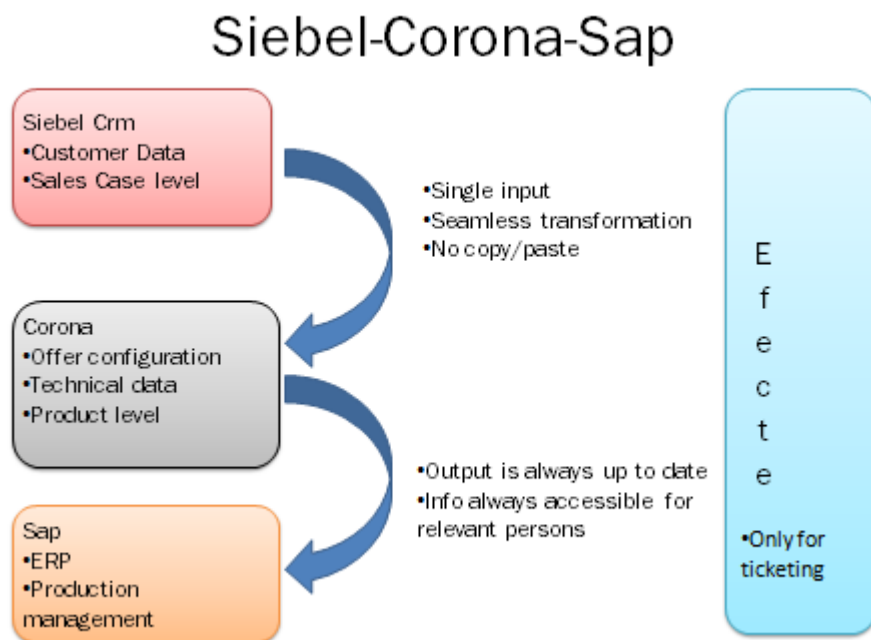 Siebel-Corona-Sap
Siebel Crm
•Customer Data
•Sales Case level
•Single input
•Seamless transformation
•No copy/paste
Corona
•Offer configuration
•Technical data
•Product level
•Output is always up to date
•Info always accessible for
relevant persons
Sap
•ERP
•Production
management
E
f
e
c
t
e
•Only for
ticketing